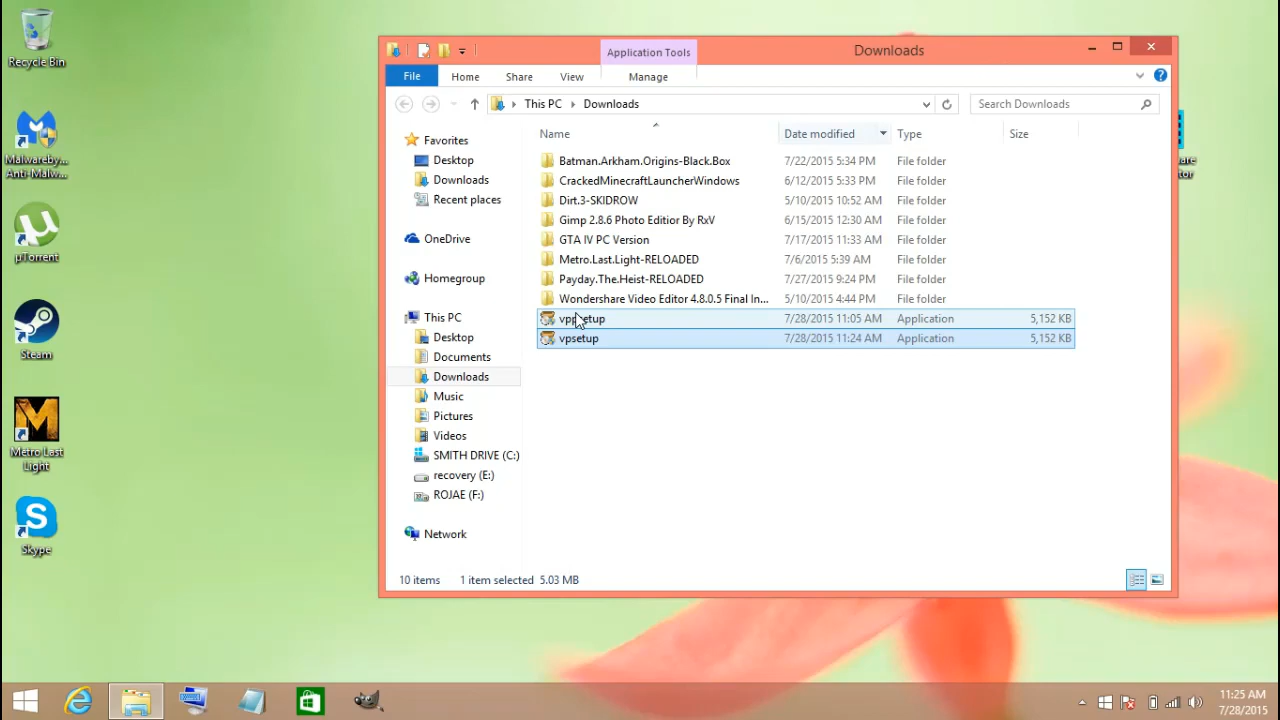 Recycle Bin
Malwareby...
Anti-Malw...
µTorrent
Steam
Metro Last
Light
Skype
Application Tools
Downloads
File
Home
Share
View
Manage
This PC
Downloads
Search Downloads
Favorites
Desktop
Downloads
Recent places
OneDrive
Homegroup
This PC
Desktop
Documents
Downloads
Music
Pictures
Videos
SMITH DRIVE (C:)
recovery (E:)
ROJAE (F:)
Network
Name Date modified Type Size
Batman.Arkham.Origins-Black.Box 7/22/2015 5:34 PM File folder
CrackedMinecraftLauncherWindows 6/12/2015 5:33 PM File folder
Dirt.3-SKIDROW 5/10/2015 10:52 AM File folder
Gimp 2.8.6 Photo Editior By RxV 6/15/2015 12:30 AM File folder
GTA IV PC Version 7/17/2015 11:33 AM File folder
Metro.Last.Light-RELOADED 7/6/2015 5:39 AM File folder
Payday.The.Heist-RELOADED 7/27/2015 9:24 PM File folder
Wondershare Video Editor 4.8.0.5 Final In... 5/10/2015 4:44 PM File folder
7/28/2015 11:05 AM Application 5,152 KB
vpsetup 7/28/2015 11:24 AM Application 5,152 KB
10 items 1 item selected 5.03 MB
11:25 AM
7/28/2015